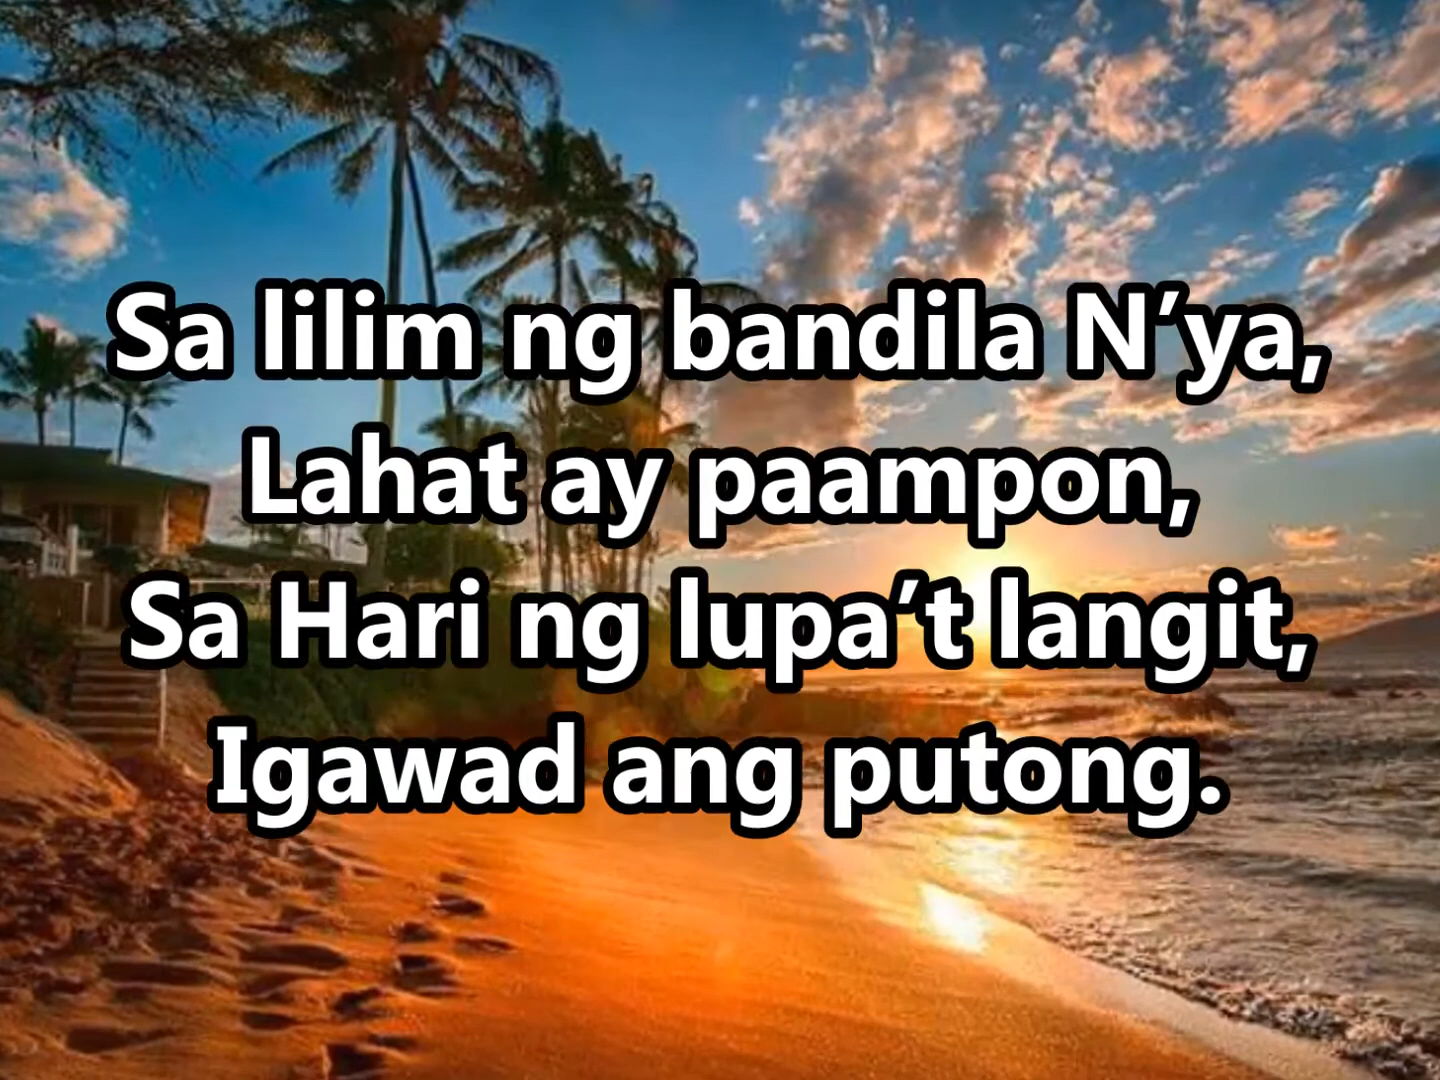 Sa lilim ng bandila N’ya,
Lahat ay paampon,
Sa Hari ng lupa’t langit,
Igawad ang putong.